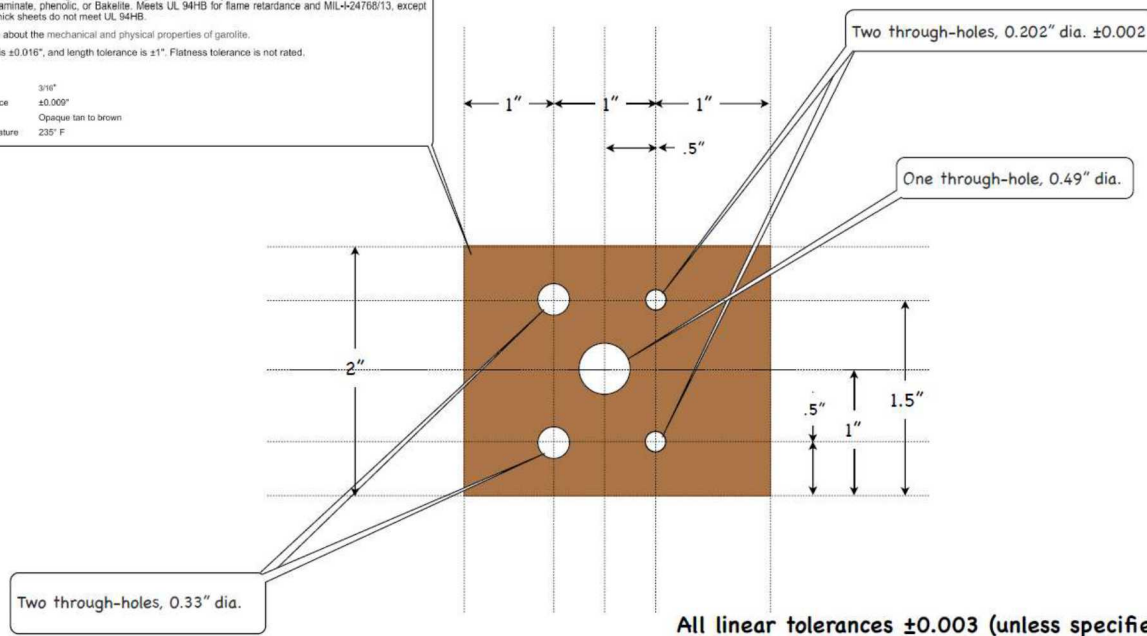 aminate, phenolic, or Bakelite. Meets UL 94HB for flame retardance and MIL-I-24768/13, except
hick sheets do not meet UL 94HB.
about the mechanical and physical properties of garolite.
is ±0.016", and length tolerance is ±1". Flatness tolerance is not rated.
3/16"
ce ±0.009"
Opaque tan to brown
ature 235° F
Two through-holes, 0.202" dia. ±0.002
1" 1" 1"
.5"
One through-hole, 0.49" dia.
2"
.5"
1"
1.5"
Two through-holes, 0.33" dia.
All linear tolerances ±0.003 (unless specifie